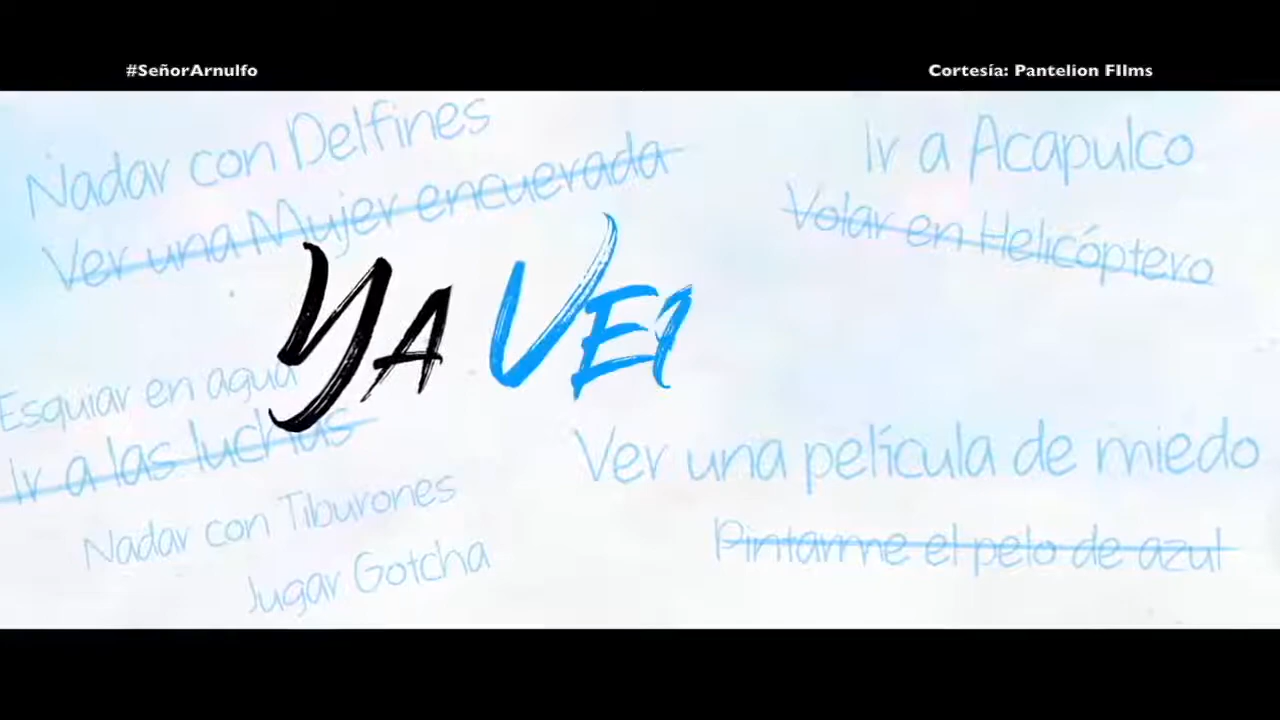 #SeñorArnulfo
Cortesía: Pantelion FIlms
Nadar con Delfines
Ver una Mujer encuerada
Ir a Acapulco
Volar en Helicóptero
YA VEI
Esquiar en agua
Ir a las luchas
Nadar con Tiburones
Jugar Gotcha
Ver una película de miedo
Pintarme el pelo de azul